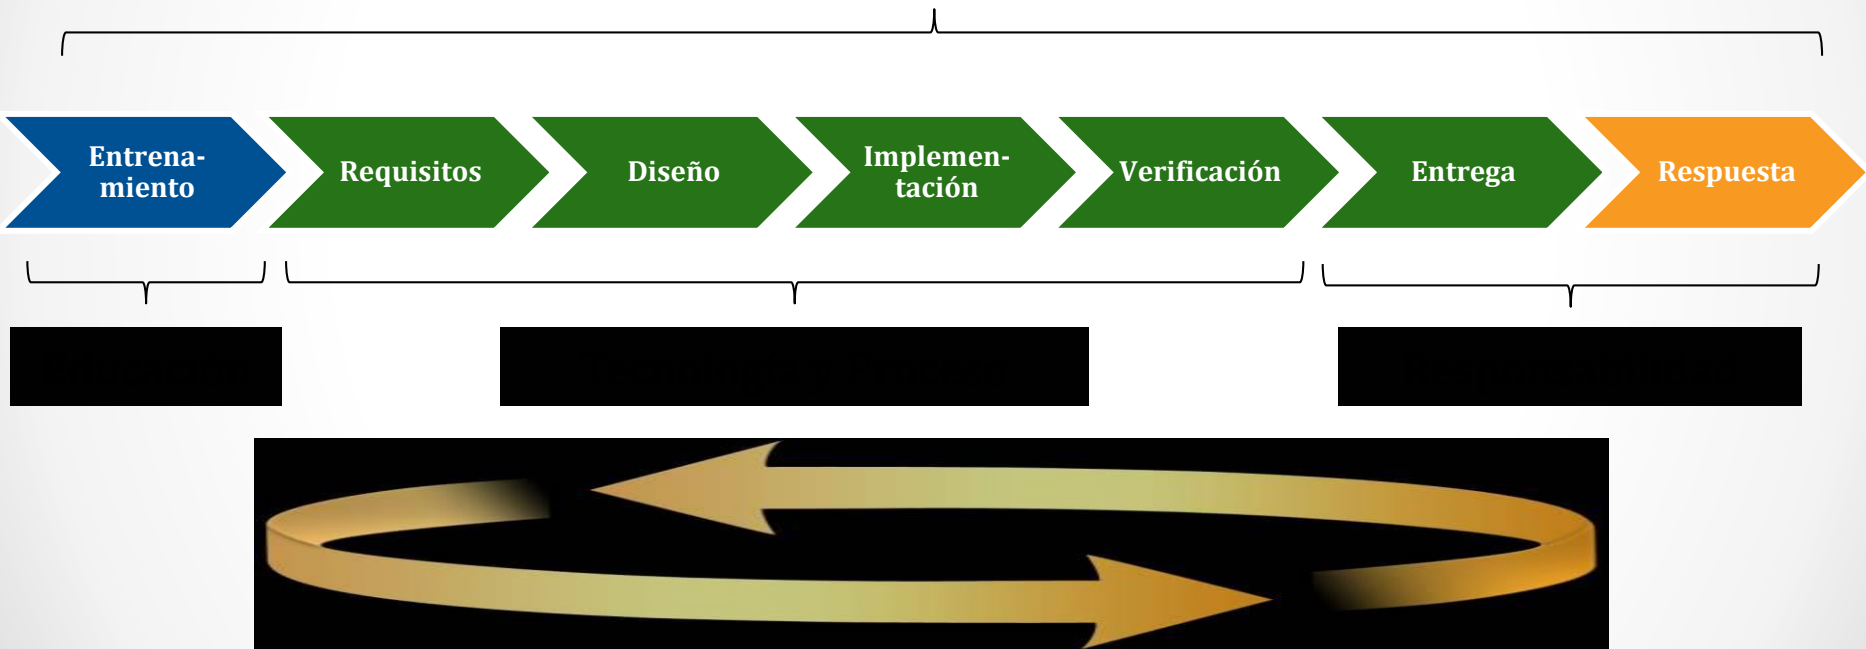 Entrena-
miento
Requisitos
Diseño
Implemen-
tación
Verificación
Entrega
Respuesta